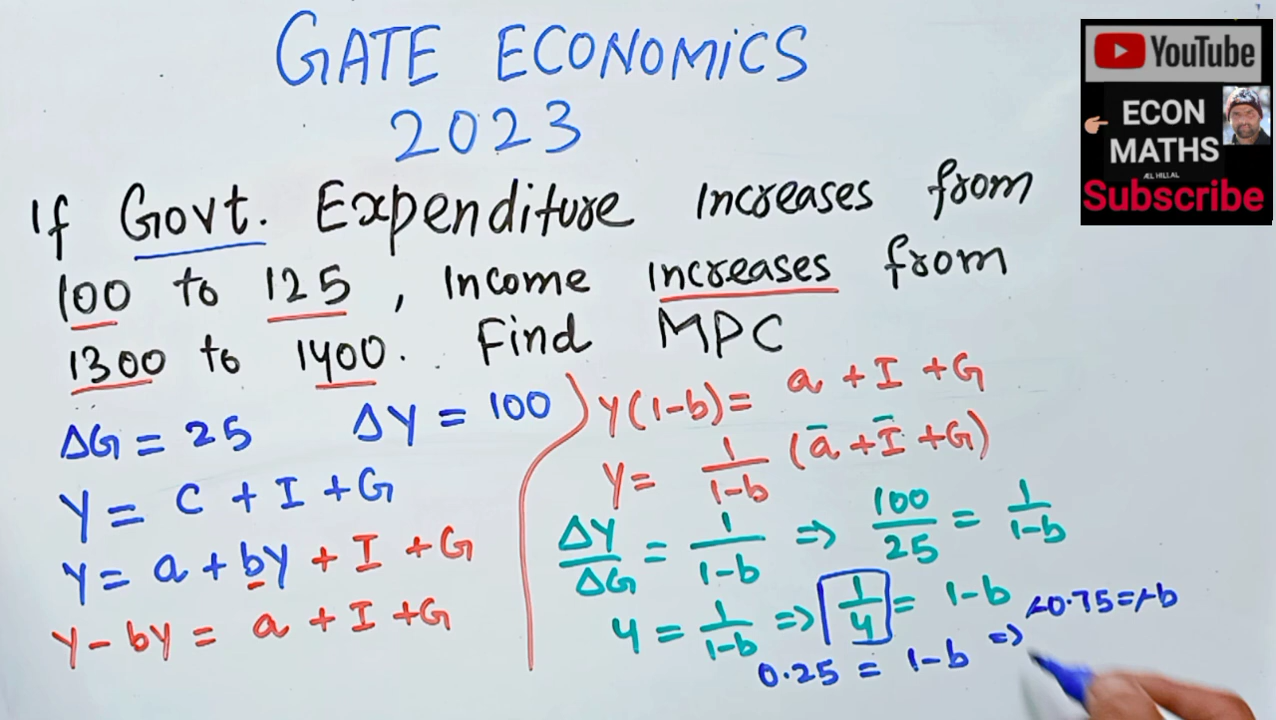 GATE ECONOMICS
2023
YouTube
ECON
MATHS
ÆL HILLAL
Subscribe
If Govt. Expenditure Increases from
100 to 125 , Income Increases from
1300 to 1400. Find MPC
ΔG = 25 ΔY = 100
Y = C + I + G
Y = a + bY + I + G
Y - bY = a + I + G
Y(1-b) = a + I + G
Y = 1/1-b (ā + Ī + G)
ΔY/ΔG = 1/1-b ⇒ 100/25 = 1/1-b
4 = 1/1-b ⇒ 1/4 = 1-b
0.25 = 1-b ⇒ -0.75 = -b